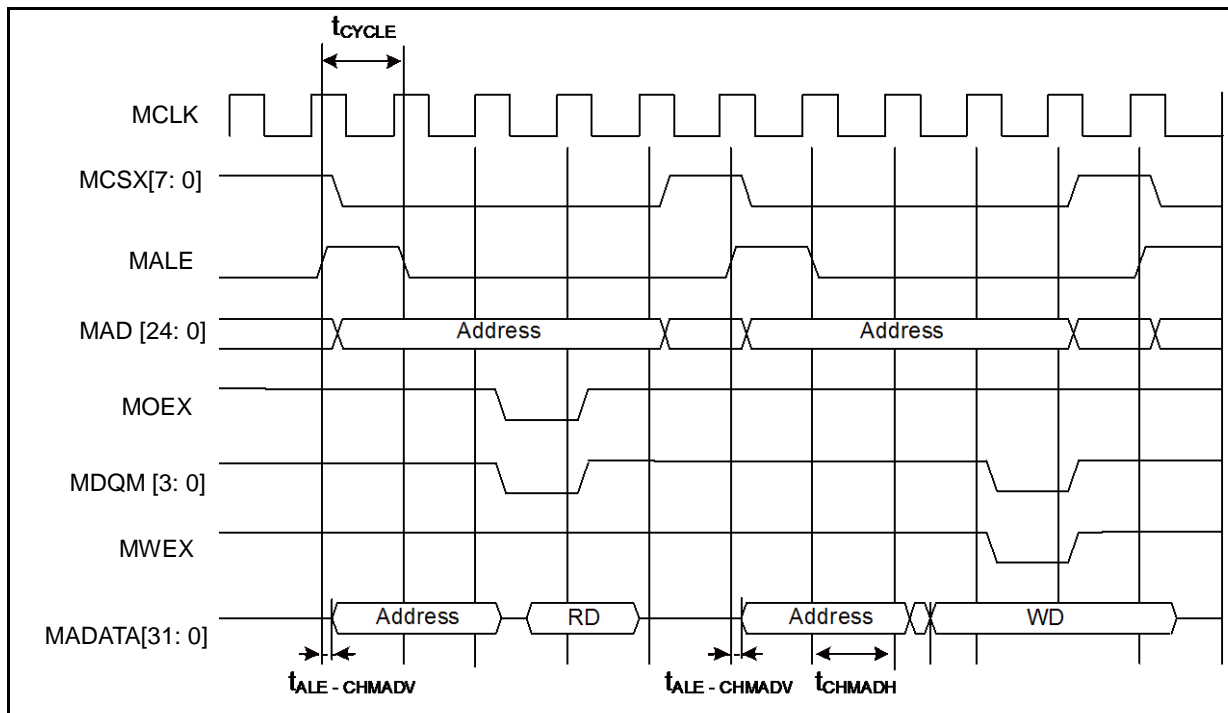 tCYCLE
MCLK
MCSX[7: 0]
MALE
MAD [24: 0] Address Address
MOEX
MDQM [3: 0]
MWEX
MADATA[31: 0] Address RD Address WD
tALE - CHMADV tALE - CHMADV tCHMADH